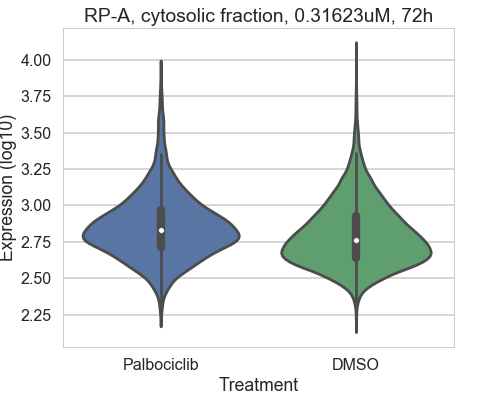 RP-A, cytosolic fraction, 0.31623uM, 72h
Expression (log10)
4.00
3.75
3.50
3.25
3.00
2.75
2.50
2.25
Palbociclib DMSO
Treatment